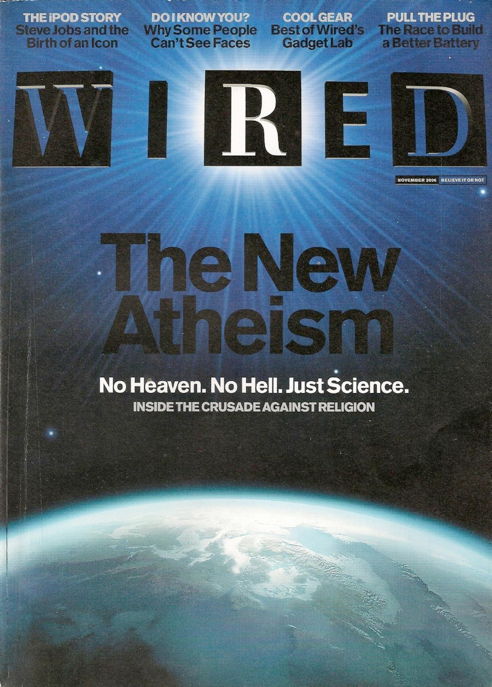 THE iPOD STORY
Steve Jobs and the
Birth of an Icon
DO I KNOW YOU?
Why Some People
Can't See Faces
COOL GEAR
Best of Wired's
Gadget Lab
PULL THE PLUG
The Race to Build
a Better Battery
WIRED
NOVEMBER 2006 BELIEVE IT OR NOT
The New
Atheism
No Heaven. No Hell. Just Science.
INSIDE THE CRUSADE AGAINST RELIGION